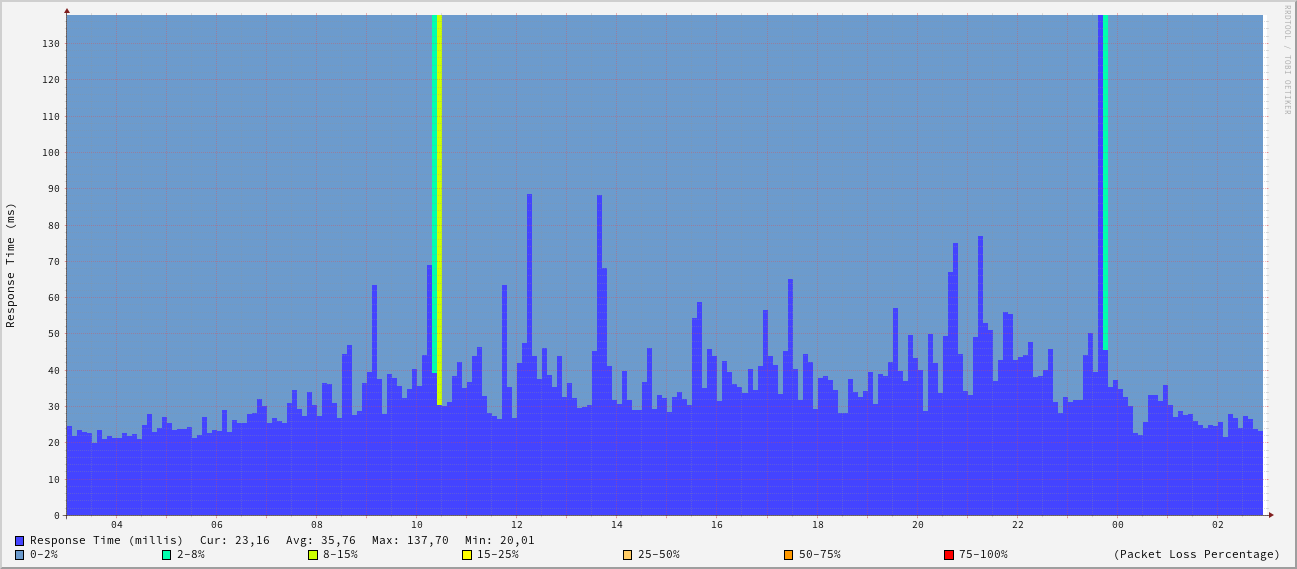 RRDTOOL / TOBI OETIKER
Response Time (ms)
130
120
110
100
90
80
70
60
50
40
30
20
10
0
04 06 08 10 12 14 16 18 20 22 00 02
Response Time (millis) Cur: 23,16 Avg: 35,76 Max: 137,70 Min: 20,01
0-2% 2-8% 8-15% 15-25% 25-50% 50-75% 75-100% (Packet Loss Percentage)